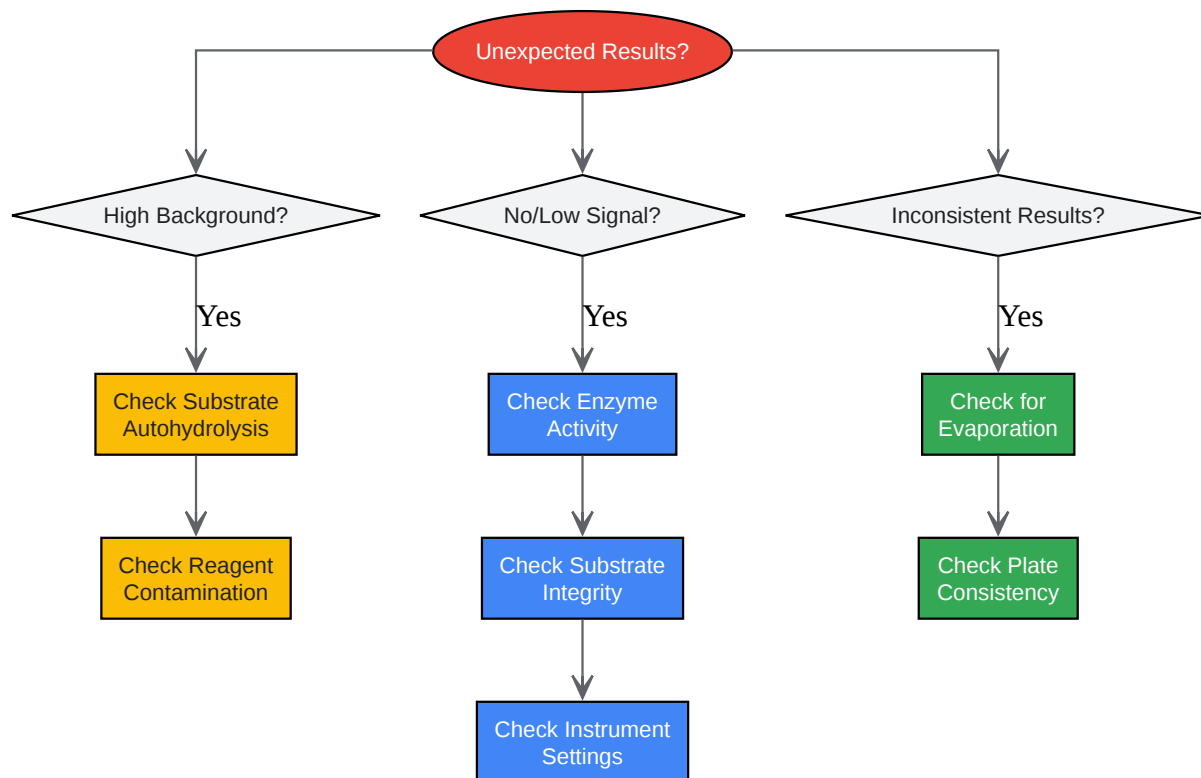 Unexpected Results?
High Background?
No/Low Signal?
Inconsistent Results?
Yes
Yes
Yes
Check Substrate
Autohydrolysis
Check Enzyme
Activity
Check for
Evaporation
Check Reagent
Contamination
Check Substrate
Integrity
Check Plate
Consistency
Check Instrument
Settings